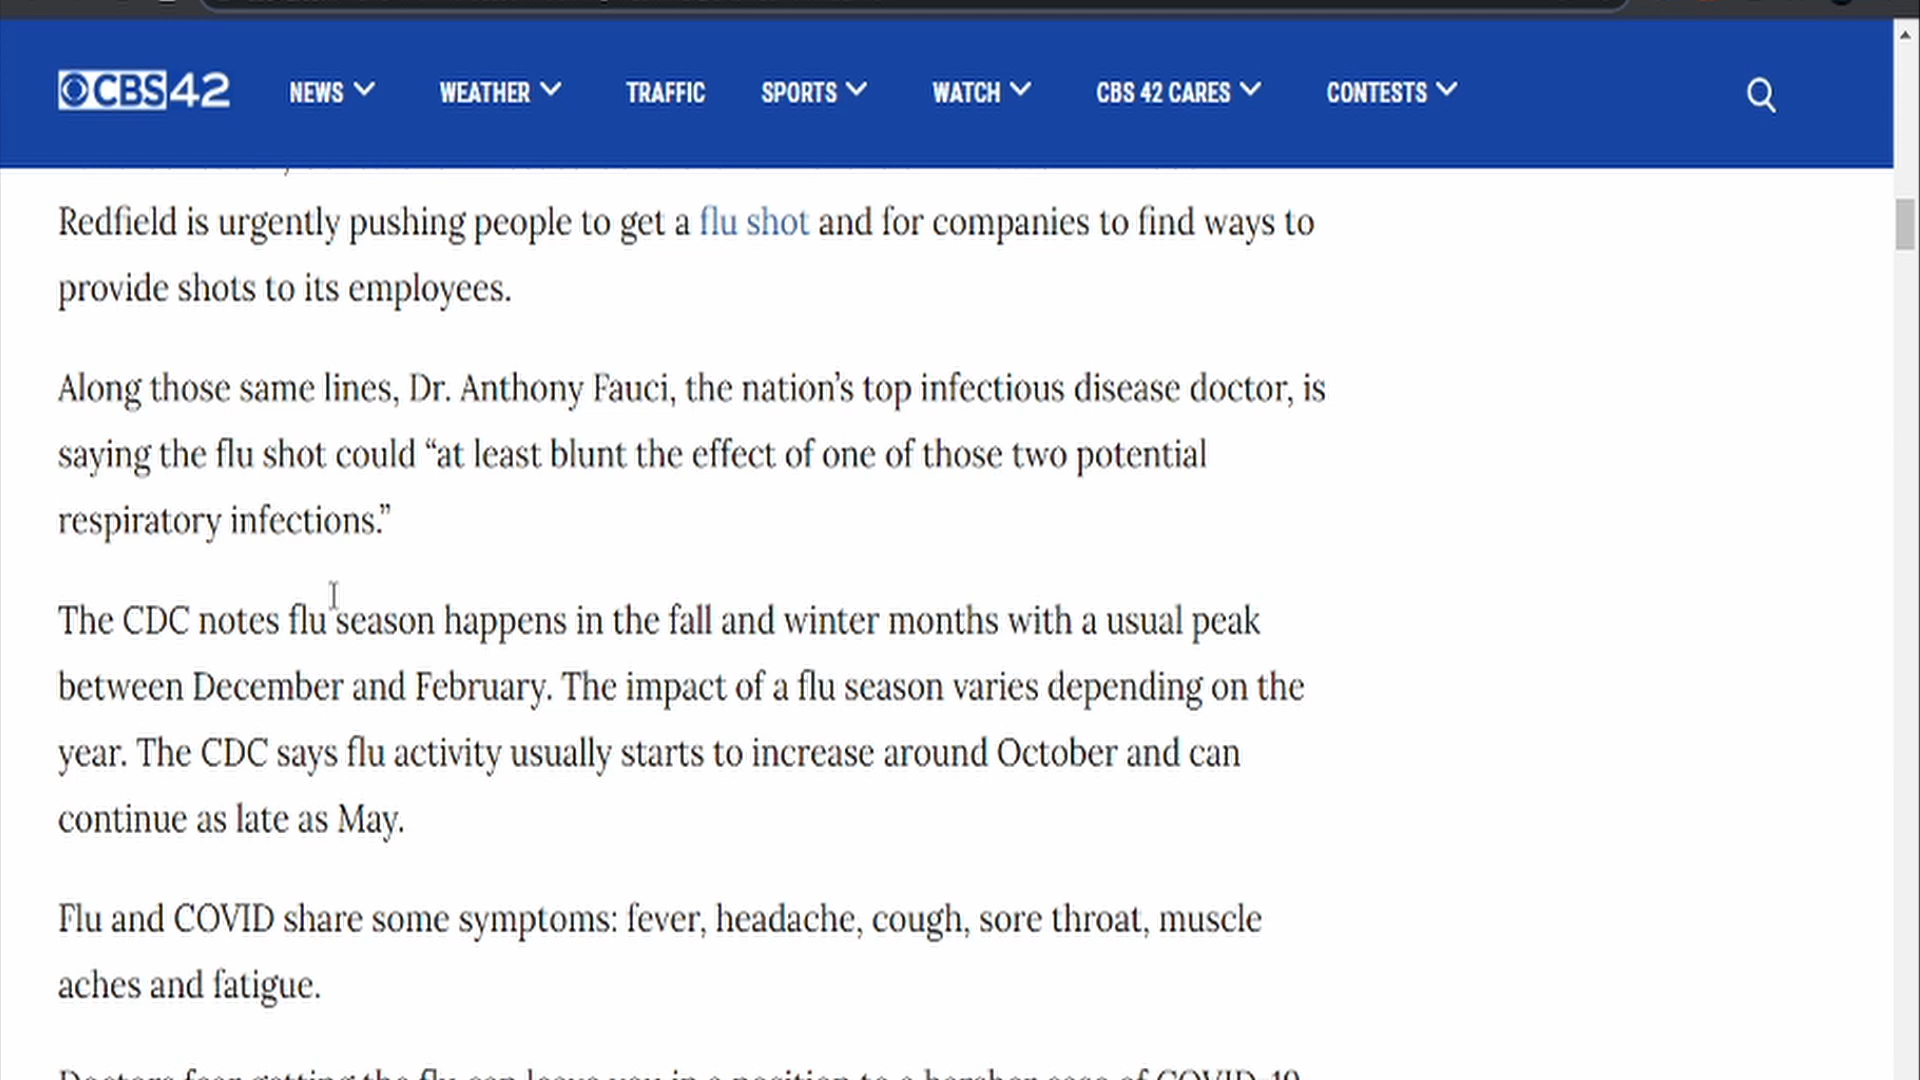 CBS 42 NEWS WEATHER TRAFFIC SPORTS WATCH CBS 42 CARES CONTESTS
Redfield is urgently pushing people to get a flu shot and for companies to find ways to
provide shots to its employees.
Along those same lines, Dr. Anthony Fauci, the nation’s top infectious disease doctor, is
saying the flu shot could “at least blunt the effect of one of those two potential
respiratory infections.”
The CDC notes flu season happens in the fall and winter months with a usual peak
between December and February. The impact of a flu season varies depending on the
year. The CDC says flu activity usually starts to increase around October and can
continue as late as May.
Flu and COVID share some symptoms: fever, headache, cough, sore throat, muscle
aches and fatigue.
Doctors fear getting the flu can leave you in a position to a harsher case of COVID-19